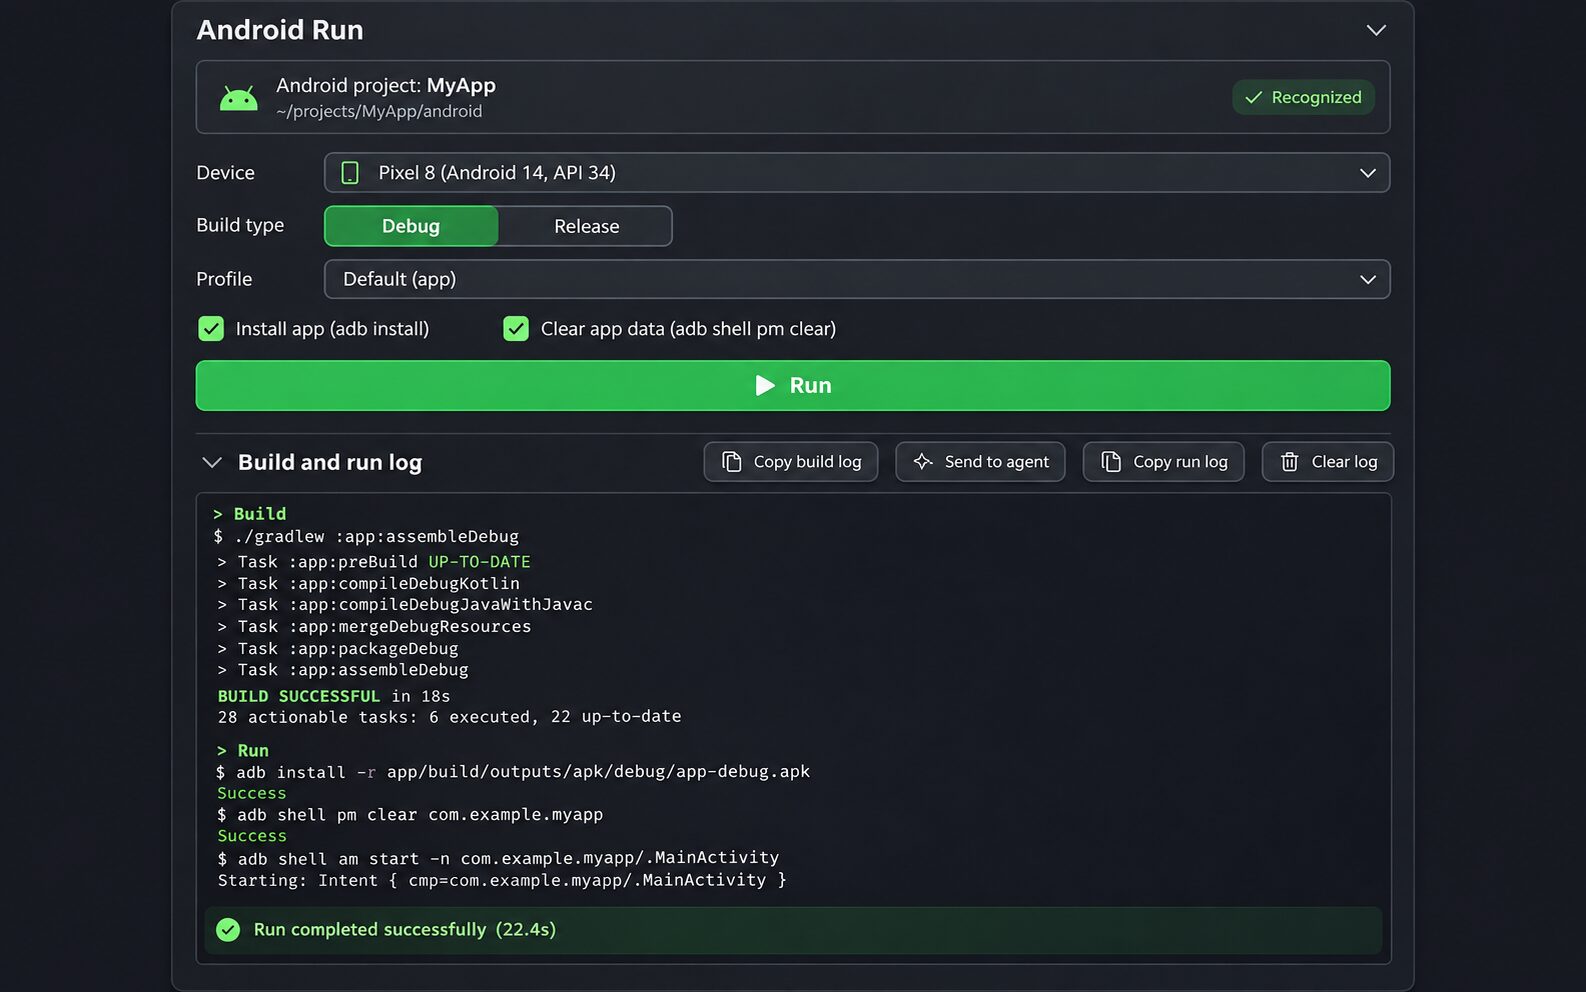 Android Run
Android project: MyApp
~/projects/MyApp/android
Recognized
Device
Pixel 8 (Android 14, API 34)
Build type
Debug
Release
Profile
Default (app)
Install app (adb install)
Clear app data (adb shell pm clear)
Run
Build and run log
Copy build log
Send to agent
Copy run log
Clear log
> Build
$ ./gradlew :app:assembleDebug
> Task :app:preBuild UP-TO-DATE
> Task :app:compileDebugKotlin
> Task :app:compileDebugJavaWithJavac
> Task :app:mergeDebugResources
> Task :app:packageDebug
> Task :app:assembleDebug
BUILD SUCCESSFUL in 18s
28 actionable tasks: 6 executed, 22 up-to-date
> Run
$ adb install -r app/build/outputs/apk/debug/app-debug.apk
Success
$ adb shell pm clear com.example.myapp
Success
$ adb shell am start -n com.example.myapp/.MainActivity
Starting: Intent { cmp=com.example.myapp/.MainActivity }
Run completed successfully (22.4s)